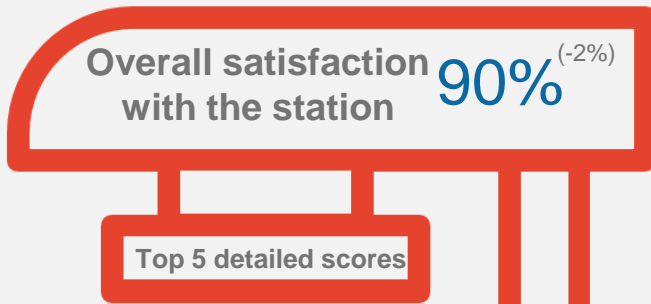 Overall satisfaction
with the station
90% (-2%)
Top 5 detailed scores